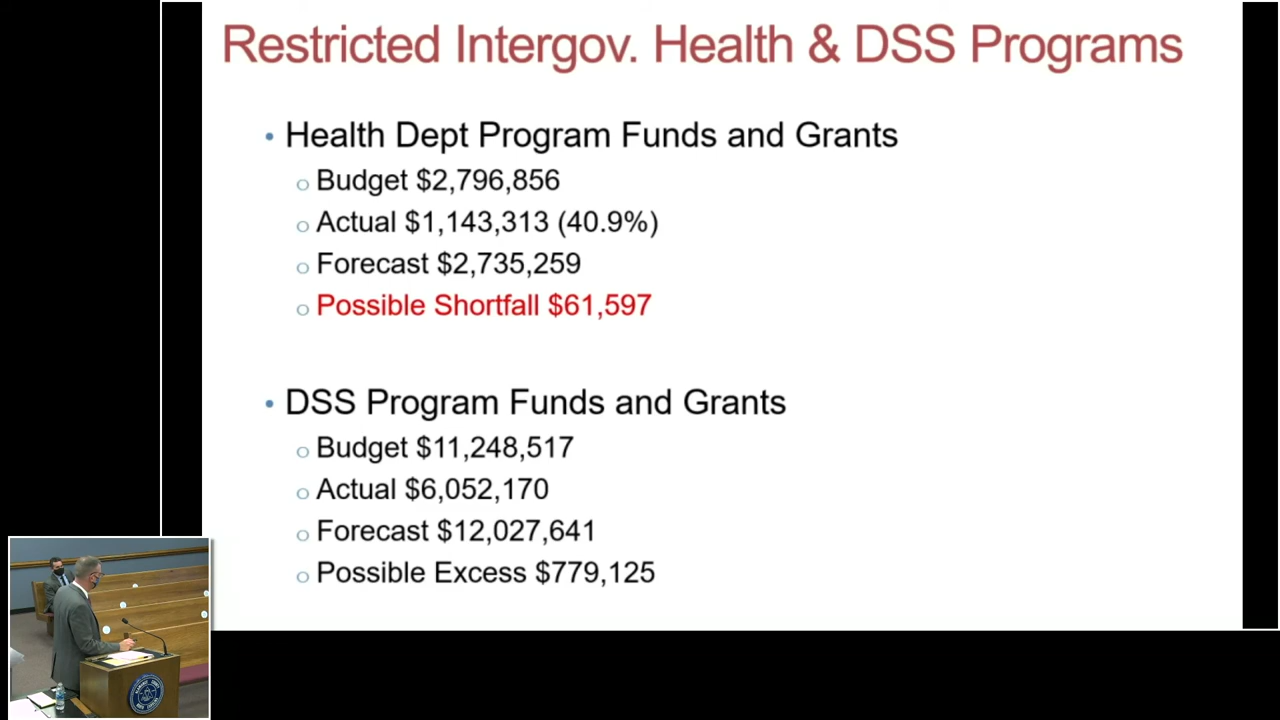 Restricted Intergov. Health & DSS Programs
• Health Dept Program Funds and Grants
o Budget $2,796,856
o Actual $1,143,313 (40.9%)
o Forecast $2,735,259
o Possible Shortfall $61,597
• DSS Program Funds and Grants
o Budget $11,248,517
o Actual $6,052,170
o Forecast $12,027,641
o Possible Excess $779,125